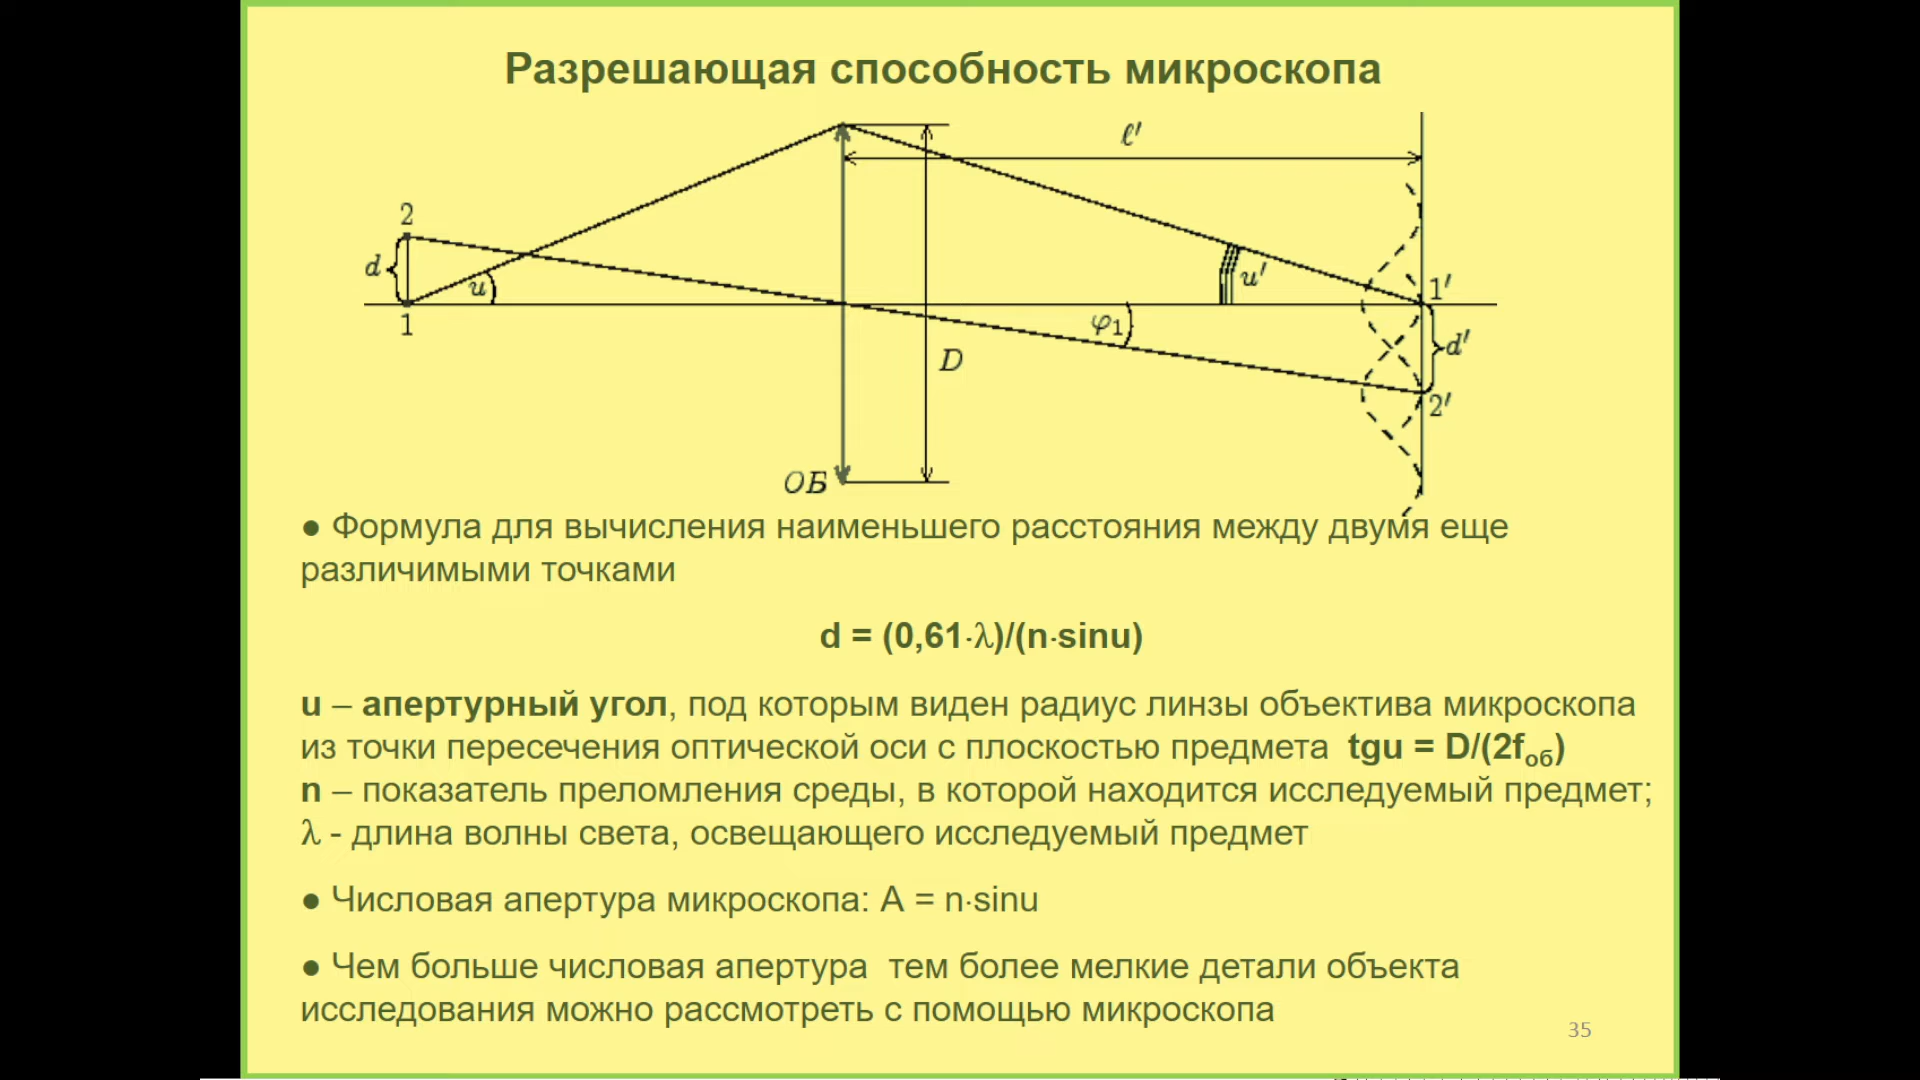 Разрешающая способность микроскопа
ℓ′
2
d
u
1
u′
1′
φ₁
d′
D
2′
ОБ
● Формула для вычисления наименьшего расстояния между двумя еще
различимыми точками
d = (0,61·λ)/(n·sinu)
u – апертурный угол, под которым виден радиус линзы объектива микроскопа
из точки пересечения оптической оси с плоскостью предмета tgu = D/(2fоб)
n – показатель преломления среды, в которой находится исследуемый предмет;
λ - длина волны света, освещающего исследуемый предмет
● Числовая апертура микроскопа: A = n·sinu
● Чем больше числовая апертура тем более мелкие детали объекта
исследования можно рассмотреть с помощью микроскопа
35